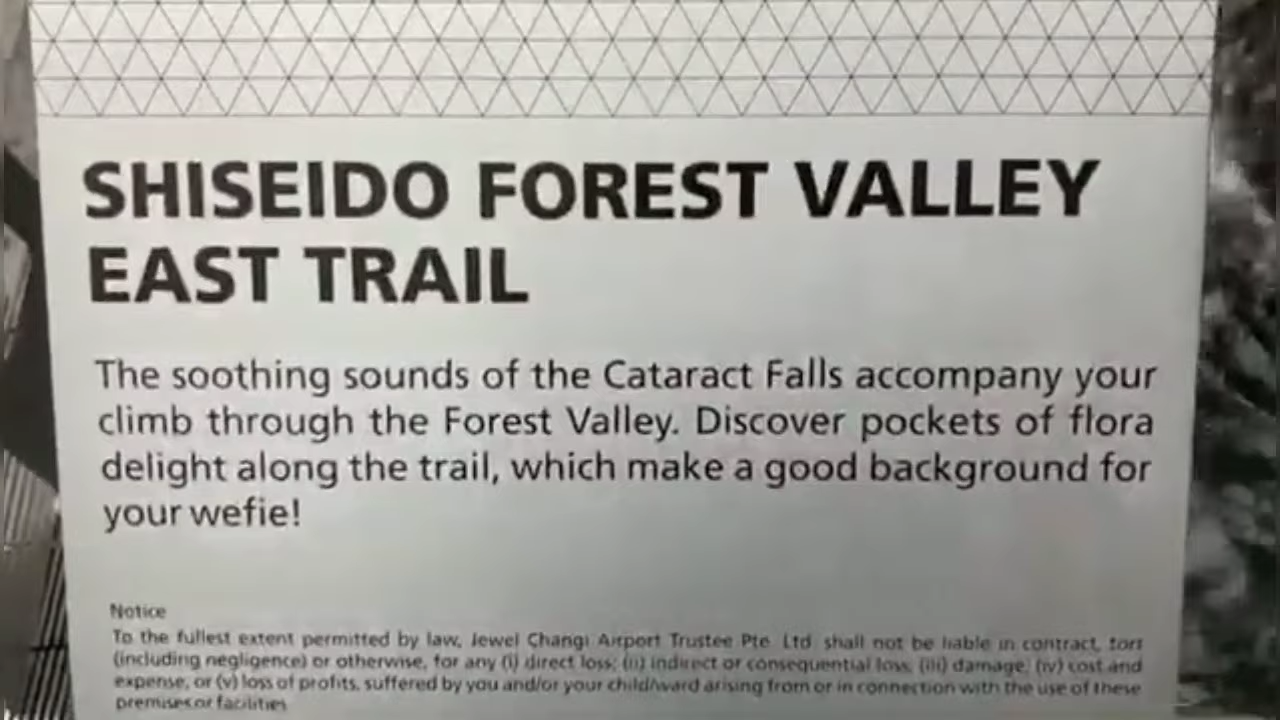 SHISEIDO FOREST VALLEY
EAST TRAIL
The soothing sounds of the Cataract Falls accompany your
climb through the Forest Valley. Discover pockets of flora
delight along the trail, which make a good background for
your wefie!
Notice
To the fullest extent permitted by law, Jewel Changi Airport Trustee Pte. Ltd. shall not be liable in contract, tort
(including negligence) or otherwise, for any (i) direct loss; (ii) indirect or consequential loss; (iii) damage; (iv) cost and
expense, or (v) loss of profits, suffered by you and/or your child/ward arising from or in connection with the use of these
premises or facilities